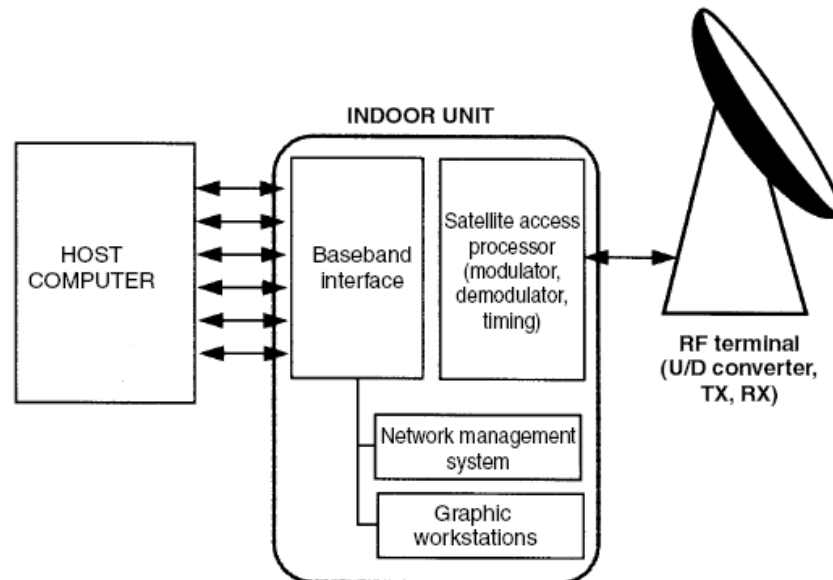 INDOOR UNIT
HOST
COMPUTER
Baseband
interface
Satellite access
processor
(modulator,
demodulator,
timing)
RF terminal
(U/D converter,
TX, RX)
Network management
system
Graphic
workstations